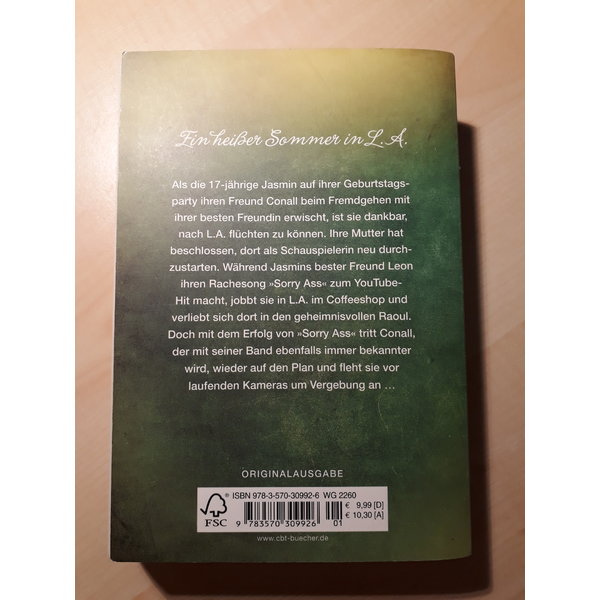 Ein heißer Sommer in L. A.
Als die 17-jährige Jasmin auf ihrer Geburtstags-
party ihren Freund Conall beim Fremdgehen mit
ihrer besten Freundin erwischt, ist sie dankbar,
nach L.A. flüchten zu können. Ihre Mutter hat
beschlossen, dort als Schauspielerin neu durch-
zustarten. Während Jasmins bester Freund Leon
ihren Rachesong »Sorry Ass« zum YouTube-
Hit macht, jobbt sie in L.A. im Coffeeshop und
verliebt sich dort in den geheimnisvollen Raoul.
Doch mit dem Erfolg von »Sorry Ass« tritt Conall,
der mit seiner Band ebenfalls immer bekannter
wird, wieder auf den Plan und fleht sie vor
laufenden Kameras um Vergebung an …
ORIGINALAUSGABE
ISBN 978-3-570-30992-6 WG 2260
€ 9,99 [D]
€ 10,30 [A]
FSC
9 783570 309926 01
www.cbt-buecher.de